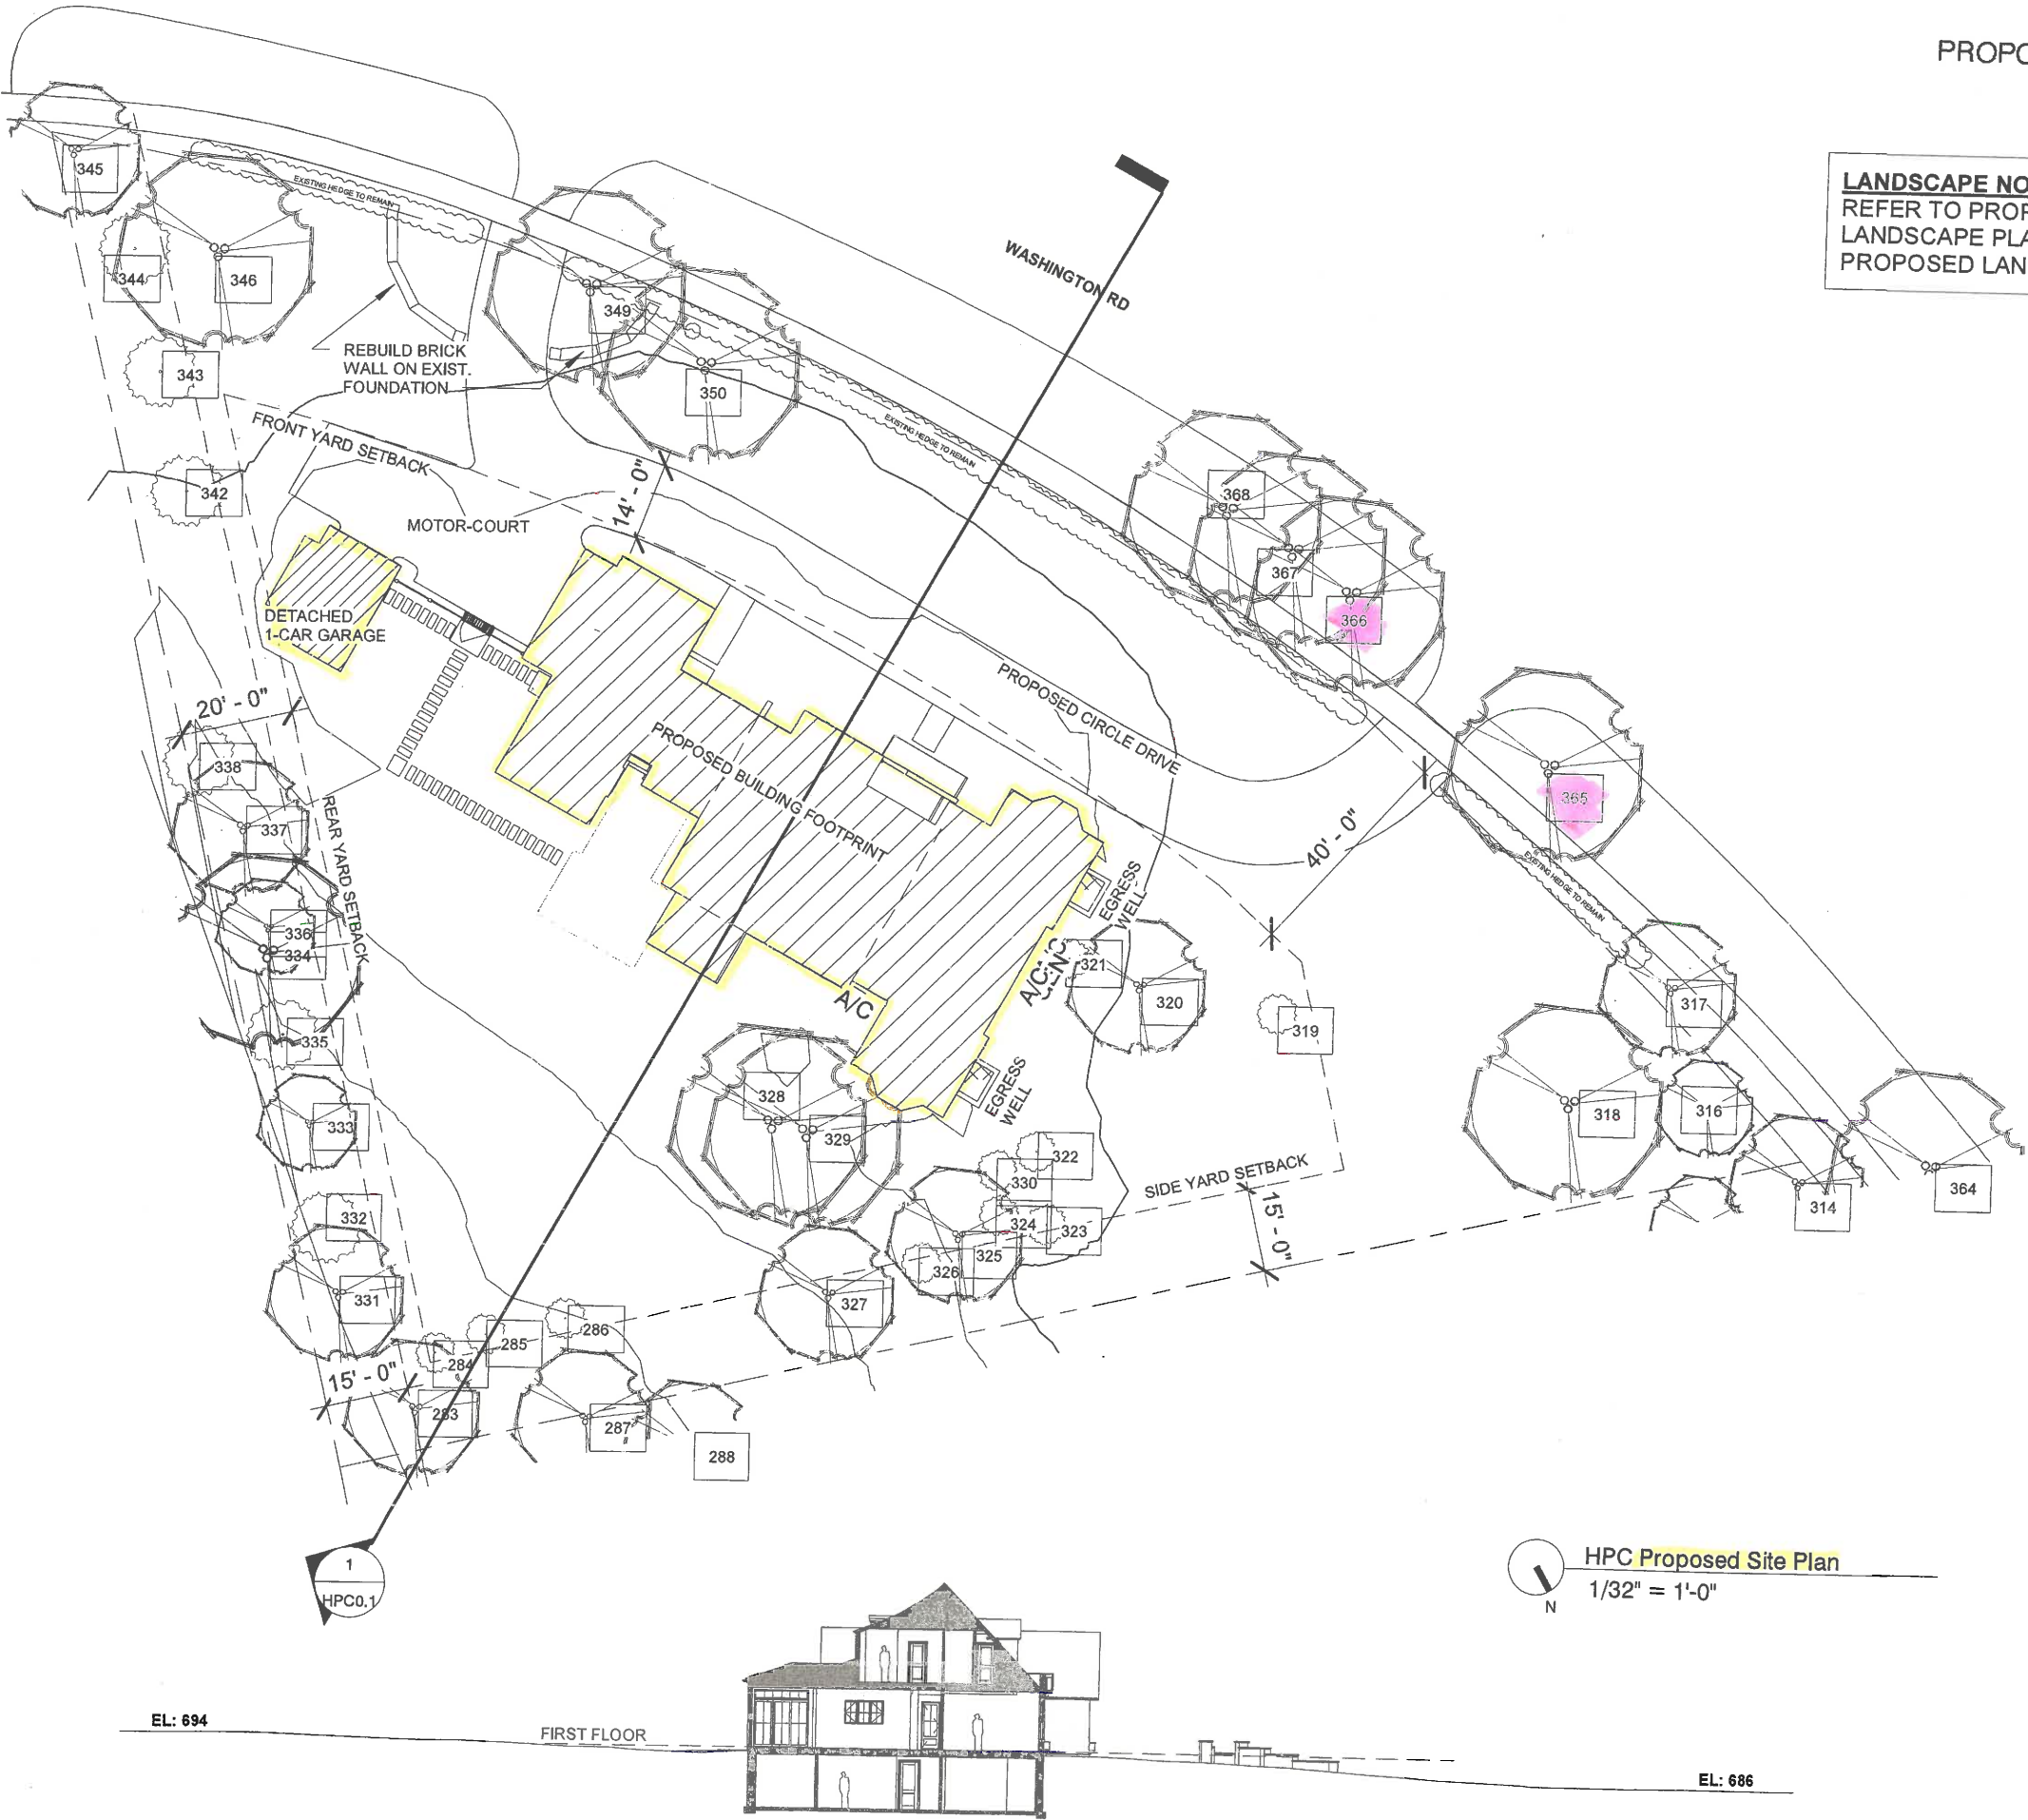 PROPO
LANDSCAPE NO
REFER TO PROP
LANDSCAPE PLA
PROPOSED LAN
345
EXISTING HEDGE TO REMAIN
344
346
349
WASHINGTON RD
REBUILD BRICK
WALL ON EXIST.
FOUNDATION
343
350
FRONT YARD SETBACK
EXISTING HEDGE TO REMAIN
342
14' - 0"
368
MOTOR-COURT
367
366
DETACHED
1-CAR GARAGE
PROPOSED CIRCLE DRIVE
20' - 0"
PROPOSED BUILDING FOOTPRINT
338
365
337
40' - 0"
REAR YARD SETBACK
EGRESS
WELL
EXISTING HEDGE TO REMAIN
336
334
321
A/C
A/C
320
317
319
335
328
EGRESS
WELL
318
316
333
329
322
330
SIDE YARD SETBACK
364
314
332
324
323
15' - 0"
325
326
331
327
286
285
284
15' - 0"
283
287
288
1
HPC0.1
HPC Proposed Site Plan
1/32" = 1'-0"
N
EL: 694
FIRST FLOOR
EL: 686